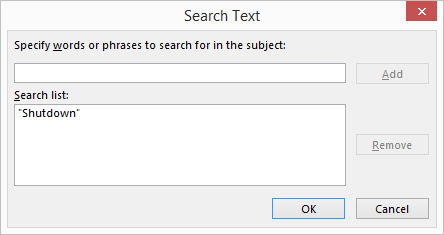 Search Text
Specify words or phrases to search for in the subject:
Add
Search list:
"Shutdown"
Remove
OK
Cancel